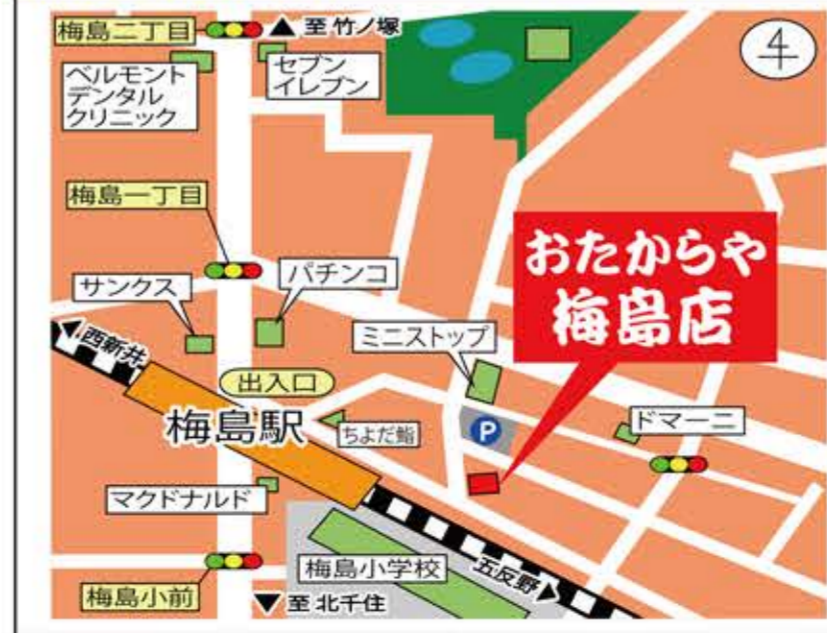 梅島二丁目
▲ 至 竹ノ塚
ベルモント
デンタル
クリニック
セブン
イレブン
梅島一丁目
パチンコ
サンクス
おたからや
梅島店
西新井
ミニストップ
出入口
梅島駅
ちよだ鮨
P
ドマーニ
マクドナルド
梅島小学校
五反野
梅島小前
▼ 至 北千住